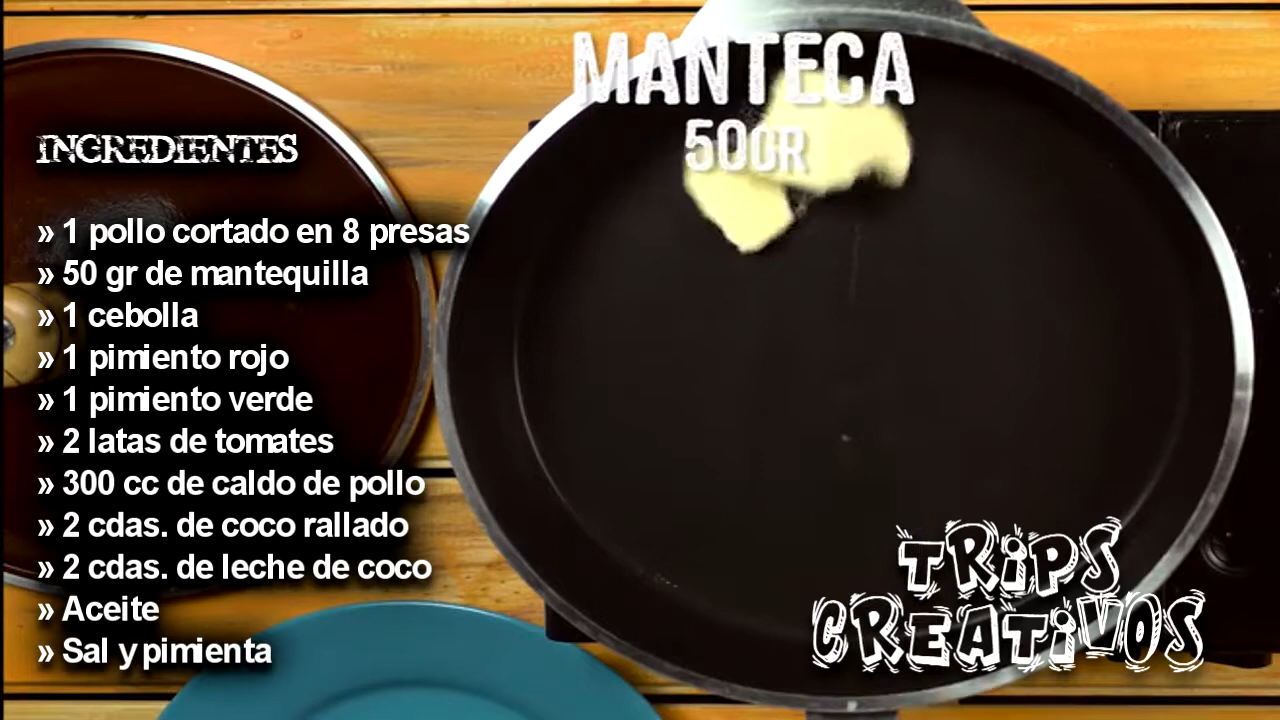 MANTECA
50GR
INGREDIENTES
» 1 pollo cortado en 8 presas
» 50 gr de mantequilla
» 1 cebolla
» 1 pimiento rojo
» 1 pimiento verde
» 2 latas de tomates
» 300 cc de caldo de pollo
» 2 cdas. de coco rallado
» 2 cdas. de leche de coco
» Aceite
» Sal y pimienta
TRiPS
CREATiVOS